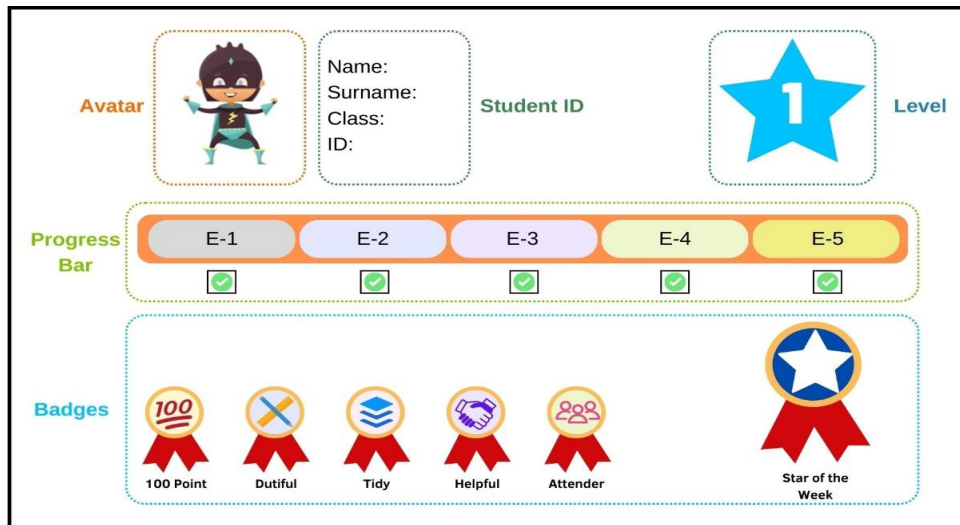 Avatar
Name:
Surname:
Class:
ID:
Student ID
1
Level
Progress
Bar
E-1
E-2
E-3
E-4
E-5
Badges
100
100 Point
Dutiful
Tidy
Helpful
Attender
Star of the
Week